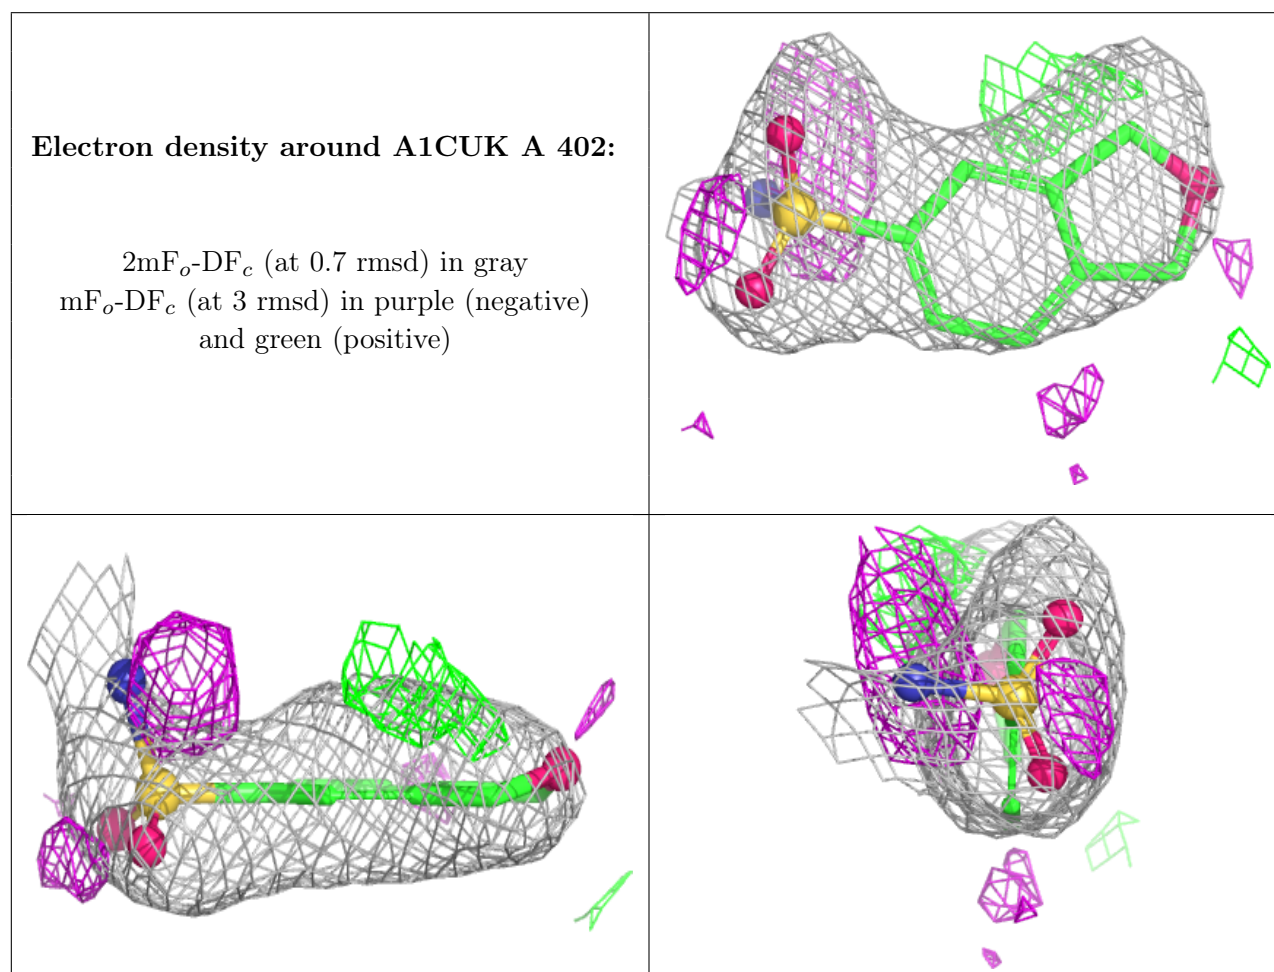 Electron density around A1CUK A 402:
2mFo-DFc (at 0.7 rmsd) in gray
mFo-DFc (at 3 rmsd) in purple (negative)
and green (positive)